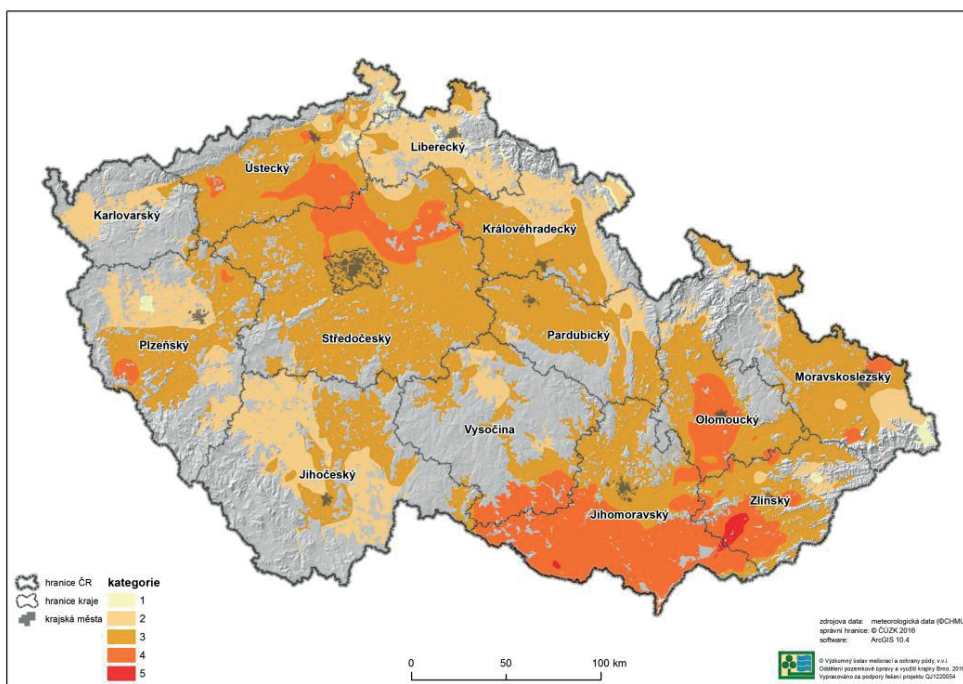 Liberecký
Ústecký
Karlovarský
Královéhradecký
Středočeský
Pardubický
Plzeňský
Moravskoslezský
Olomoucký
Vysočina
Jihočeský
Jihomoravský
Zlínský
hranice ČR
hranice kraje
krajská města
kategorie
1
2
3
4
5
0 50 100 km
zdrojova data: meteorologická data (©CHMU
správní hranice: © ČÚZK 2016
software: ArcGIS 10.4
© Výzkumný ústav meliorací a ochrany půdy, v.v.i.
Oddělení pozemkové úpravy a využití krajiny Brno, 2016
Vypracováno za podpory řešení projektu QJ1220054